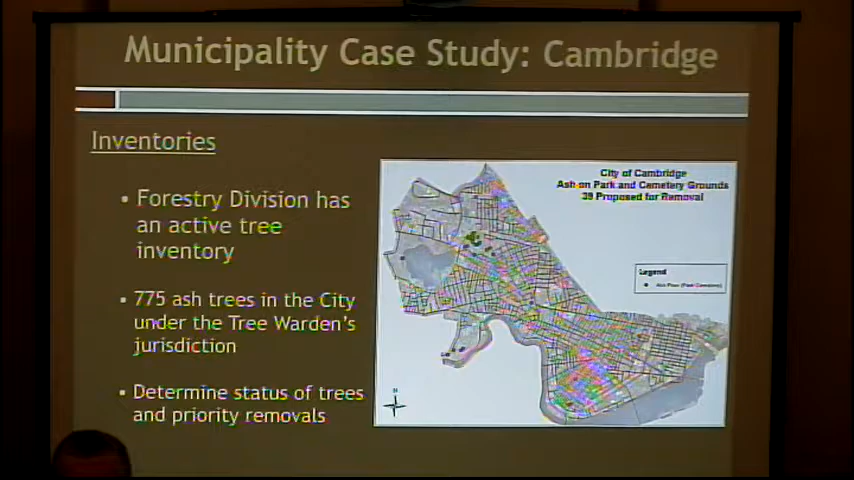 Municipality Case Study: Cambridge
Inventories
• Forestry Division has
an active tree
inventory
• 775 ash trees in the City
under the Tree Warden's
jurisdiction
• Determine status of trees
and priority removals
City of Cambridge
Ash on Park and Cemetery Grounds
39 Proposed for Removal
Legend
N